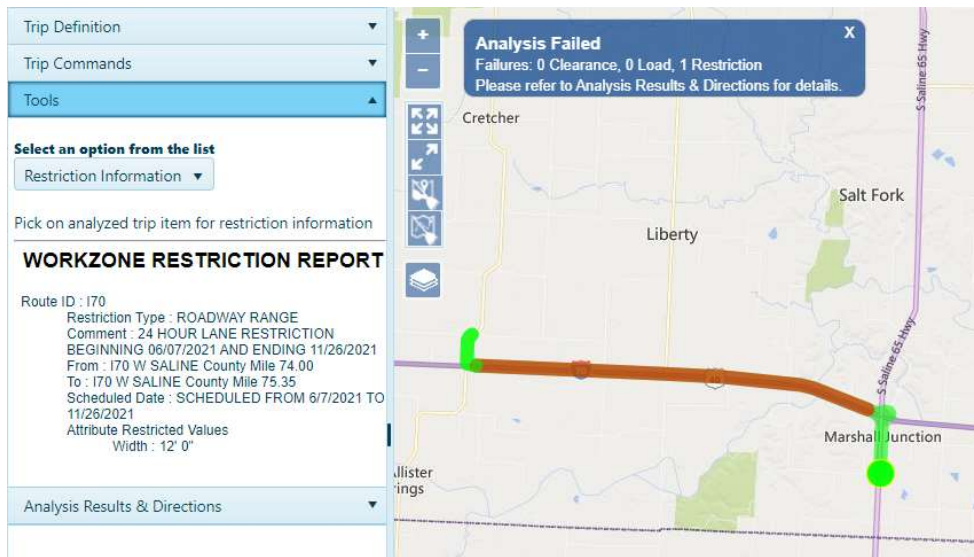 Trip Definition
Trip Commands
Tools
Select an option from the list
Restriction Information
Pick on analyzed trip item for restriction information
WORKZONE RESTRICTION REPORT
Route ID : I70
Restriction Type : ROADWAY RANGE
Comment : 24 HOUR LANE RESTRICTION
BEGINNING 06/07/2021 AND ENDING 11/26/2021
From : I70 W SALINE County Mile 74.00
To : I70 W SALINE County Mile 75.35
Scheduled Date : SCHEDULED FROM 6/7/2021 TO
11/26/2021
Attribute Restricted Values
Width : 12' 0"
Analysis Results & Directions
+
−
Analysis Failed
X
Failures: 0 Clearance, 0 Load, 1 Restriction
Please refer to Analysis Results & Directions for details.
Cretcher
S Saline 65 Hwy
Salt Fork
Liberty
S Saline 65 Hwy
70
40
Marshall Junction
llister
ings